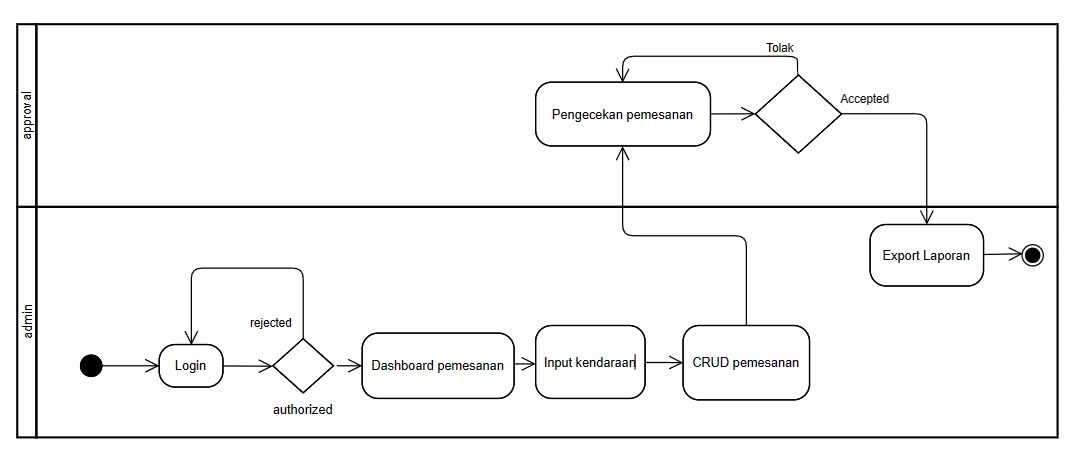 approval
Tolak
Pengecekan pemesanan
Accepted
admin
Export Laporan
rejected
Login
authorized
Dashboard pemesanan
Input kendaraan
CRUD pemesanan